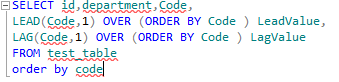 SELECT id,department,Code,
LEAD(Code,1) OVER (ORDER BY Code ) LeadValue,
LAG(Code,1) OVER (ORDER BY Code ) LagValue
FROM test_table
order by code